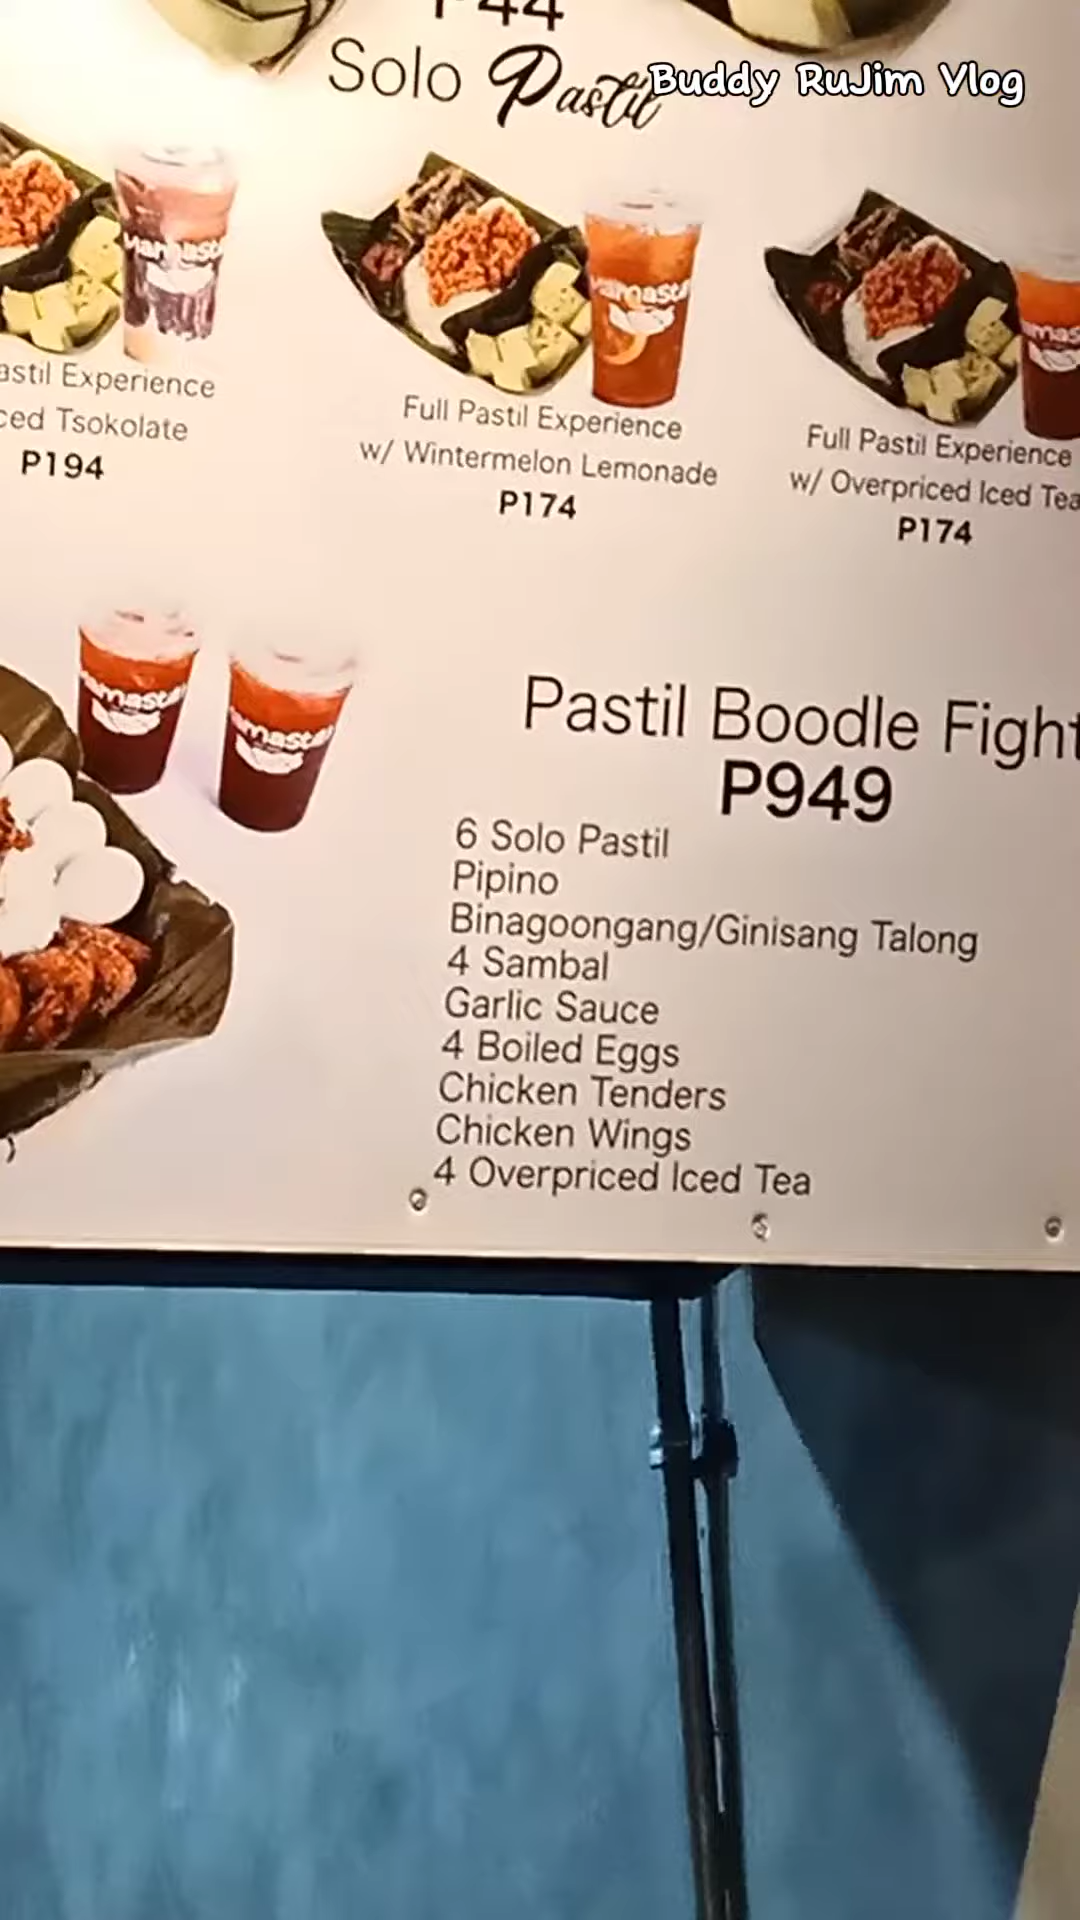 P44
Solo Pastil
Buddy RuJim Vlog
Experience
Tsokolate
P194
Full Pastil Experience
w/ Wintermelon Lemonade
P174
Full Pastil Experience
w/ Overpriced Iced Tea
P174
Pastil Boodle Fight
P949
6 Solo Pastil
Pipino
Binagoongang/Ginisang Talong
4 Sambal
Garlic Sauce
4 Boiled Eggs
Chicken Tenders
Chicken Wings
4 Overpriced Iced Tea